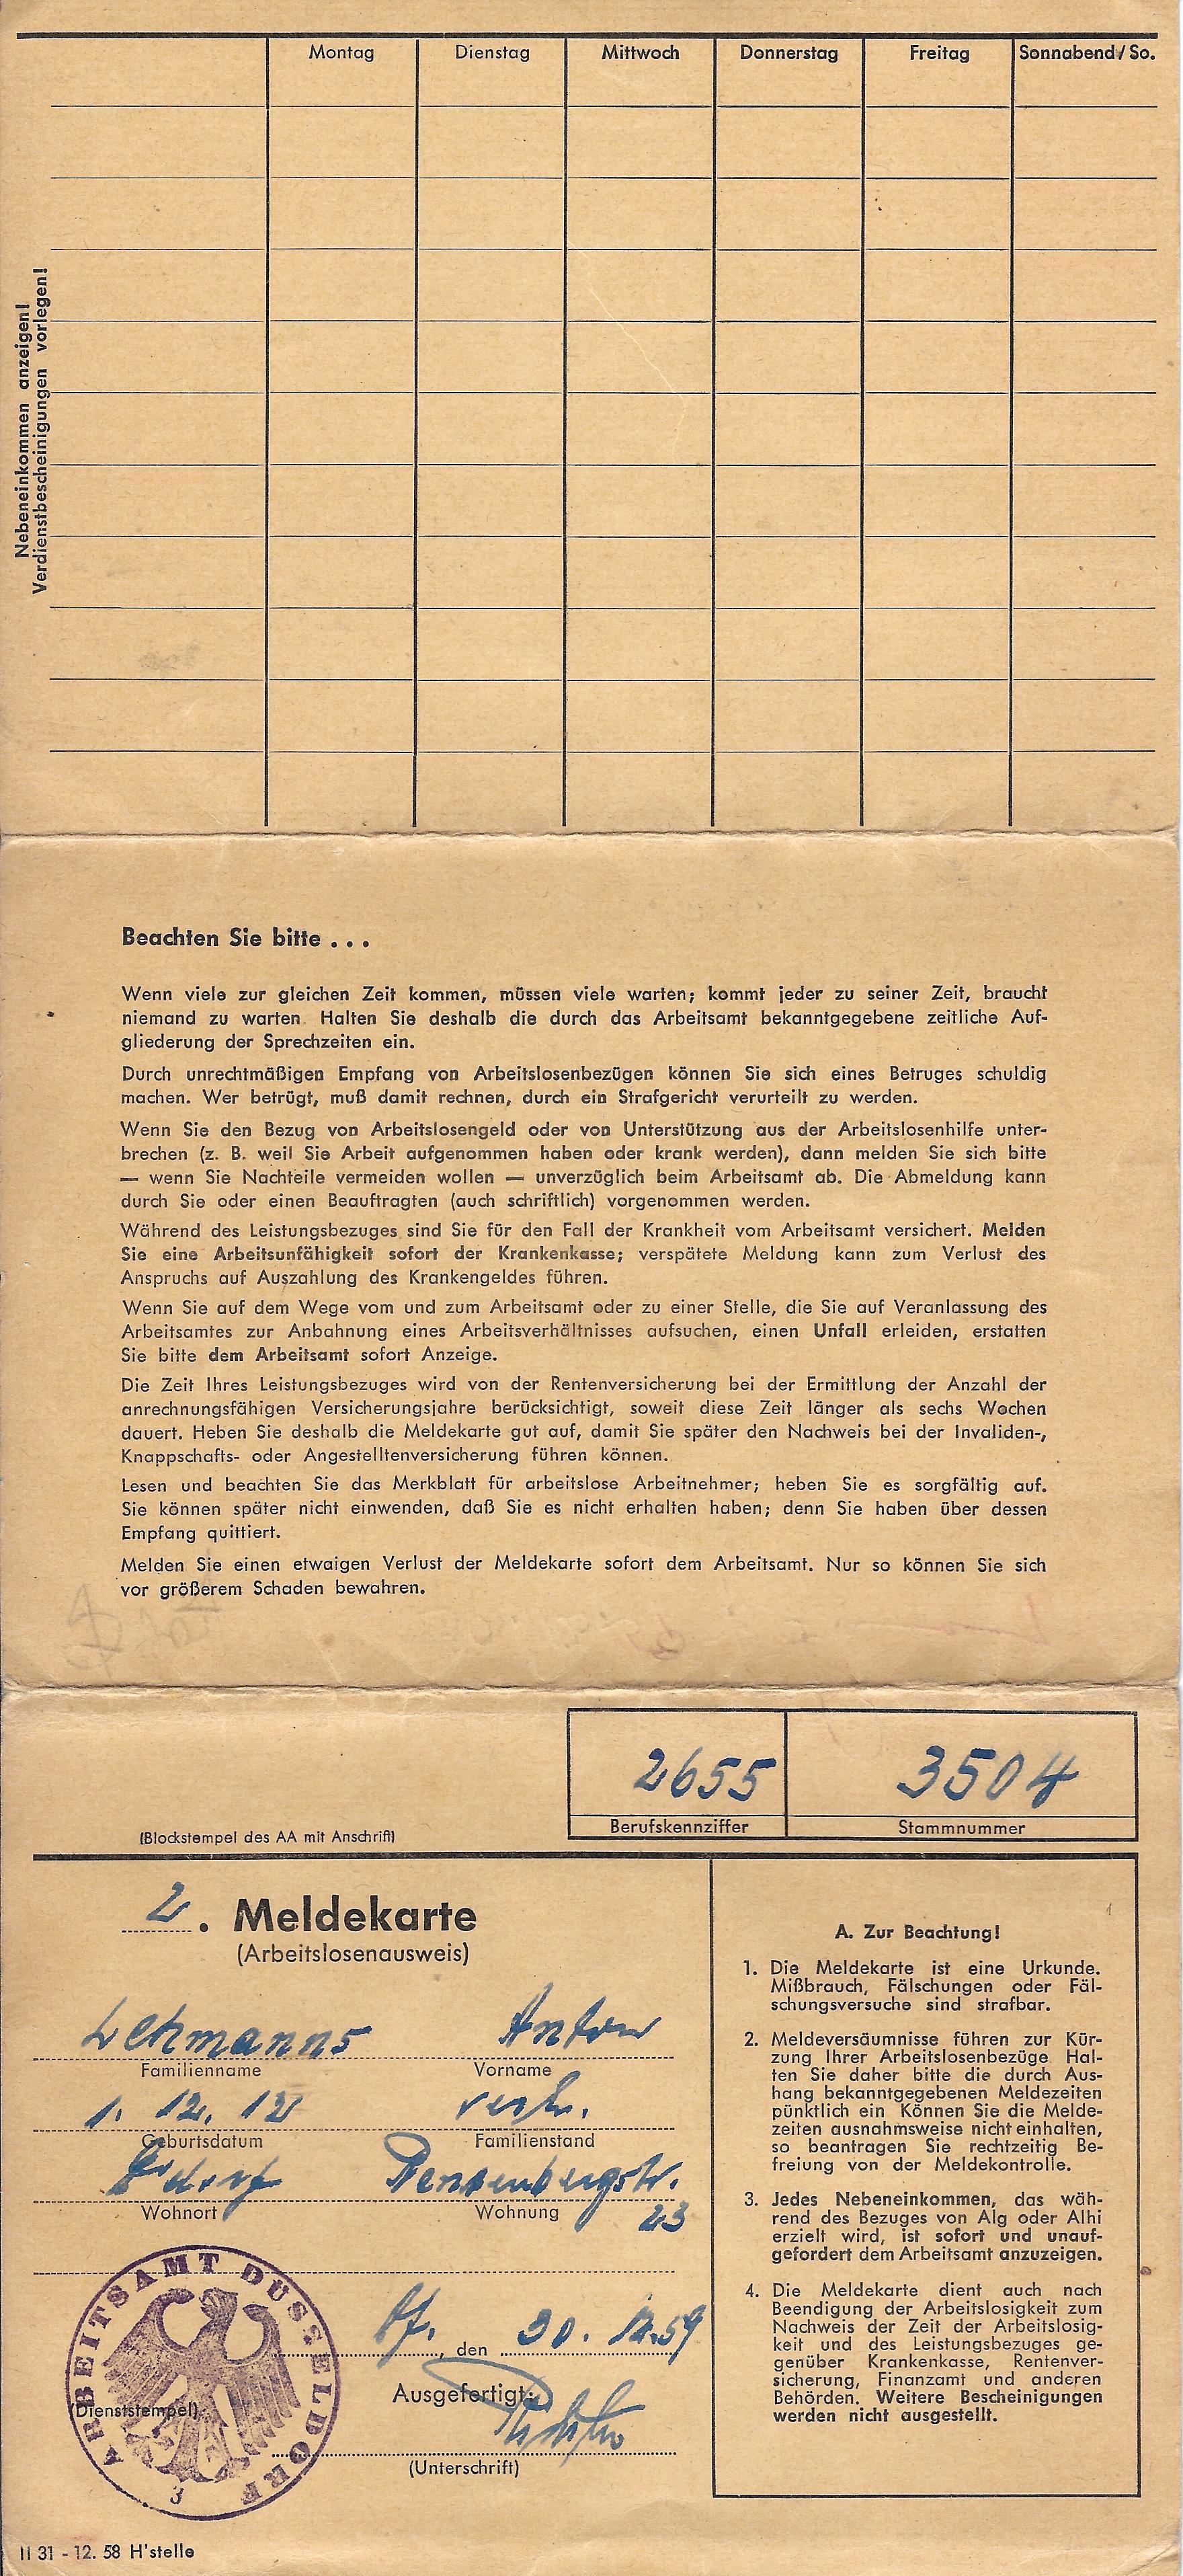 Montag Dienstag Mittwoch Donnerstag Freitag Sonnabend / So.
Nebeneinkommen anzeigen!
Verdienstbescheinigungen vorlegen!
Beachten Sie bitte . . .
Wenn viele zur gleichen Zeit kommen, müssen viele warten; kommt jeder zu seiner Zeit, braucht
niemand zu warten. Halten Sie deshalb die durch das Arbeitsamt bekanntgegebene zeitliche Auf-
gliederung der Sprechzeiten ein.
Durch unrechtmäßigen Empfang von Arbeitslosenbezügen können Sie sich eines Betruges schuldig
machen. Wer betrügt, muß damit rechnen, durch ein Strafgericht verurteilt zu werden.
Wenn Sie den Bezug von Arbeitslosengeld oder von Unterstützung aus der Arbeitslosenhilfe unter-
brechen (z. B. weil Sie Arbeit aufgenommen haben oder krank werden), dann melden Sie sich bitte
— wenn Sie Nachteile vermeiden wollen — unverzüglich beim Arbeitsamt ab. Die Abmeldung kann
durch Sie oder einen Beauftragten (auch schriftlich) vorgenommen werden.
Während des Leistungsbezuges sind Sie für den Fall der Krankheit vom Arbeitsamt versichert. Melden
Sie eine Arbeitsunfähigkeit sofort der Krankenkasse; verspätete Meldung kann zum Verlust des
Anspruchs auf Auszahlung des Krankengeldes führen.
Wenn Sie auf dem Wege vom und zum Arbeitsamt oder zu einer Stelle, die Sie auf Veranlassung des
Arbeitsamtes zur Anbahnung eines Arbeitsverhältnisses aufsuchen, einen Unfall erleiden, erstatten
Sie bitte dem Arbeitsamt sofort Anzeige.
Die Zeit Ihres Leistungsbezuges wird von der Rentenversicherung bei der Ermittlung der Anzahl der
anrechnungsfähigen Versicherungsjahre berücksichtigt, soweit diese Zeit länger als sechs Wochen
dauert. Heben Sie deshalb die Meldekarte gut auf, damit Sie später den Nachweis bei der Invaliden-,
Knappschafts- oder Angestelltenversicherung führen können.
Lesen und beachten Sie das Merkblatt für arbeitslose Arbeitnehmer; heben Sie es sorgfältig auf.
Sie können später nicht einwenden, daß Sie es nicht erhalten haben; denn Sie haben über dessen
Empfang quittiert.
Melden Sie einen etwaigen Verlust der Meldekarte sofort dem Arbeitsamt. Nur so können Sie sich
vor größerem Schaden bewahren.
2655 3504
(Blockstempel des AA mit Anschrift) Berufskennziffer Stammnummer
2. Meldekarte
(Arbeitslosenausweis)
Lehmanns Anton
Familienname Vorname
1. 12. 12 verh.
Geburtsdatum Familienstand
D'dorf
Wohnort Wohnung 23
ARBEITSAMT DÜSSELDORF
3
(Dienststempel)
, den 30. 12. 59
Ausgefertigt:
(Unterschrift)
A. Zur Beachtung!
1. Die Meldekarte ist eine Urkunde.
Mißbrauch, Fälschungen oder Fäl-
schungsversuche sind strafbar.
2. Meldeversäumnisse führen zur Kür-
zung Ihrer Arbeitslosenbezüge. Hal-
ten Sie daher bitte die durch Aus-
hang bekanntgegebenen Meldezeiten
pünktlich ein. Können Sie die Melde-
zeiten ausnahmsweise nicht einhalten,
so beantragen Sie rechtzeitig Be-
freiung von der Meldekontrolle.
3. Jedes Nebeneinkommen, das wäh-
rend des Bezuges von Alg oder Alhi
erzielt wird, ist sofort und unauf-
gefordert dem Arbeitsamt anzuzeigen.
4. Die Meldekarte dient auch nach
Beendigung der Arbeitslosigkeit zum
Nachweis der Zeit der Arbeitslosig-
keit und des Leistungsbezuges ge-
genüber Krankenkasse, Rentenver-
sicherung, Finanzamt und anderen
Behörden. Weitere Bescheinigungen
werden nicht ausgestellt.
II 31 - 12. 58 H'stelle